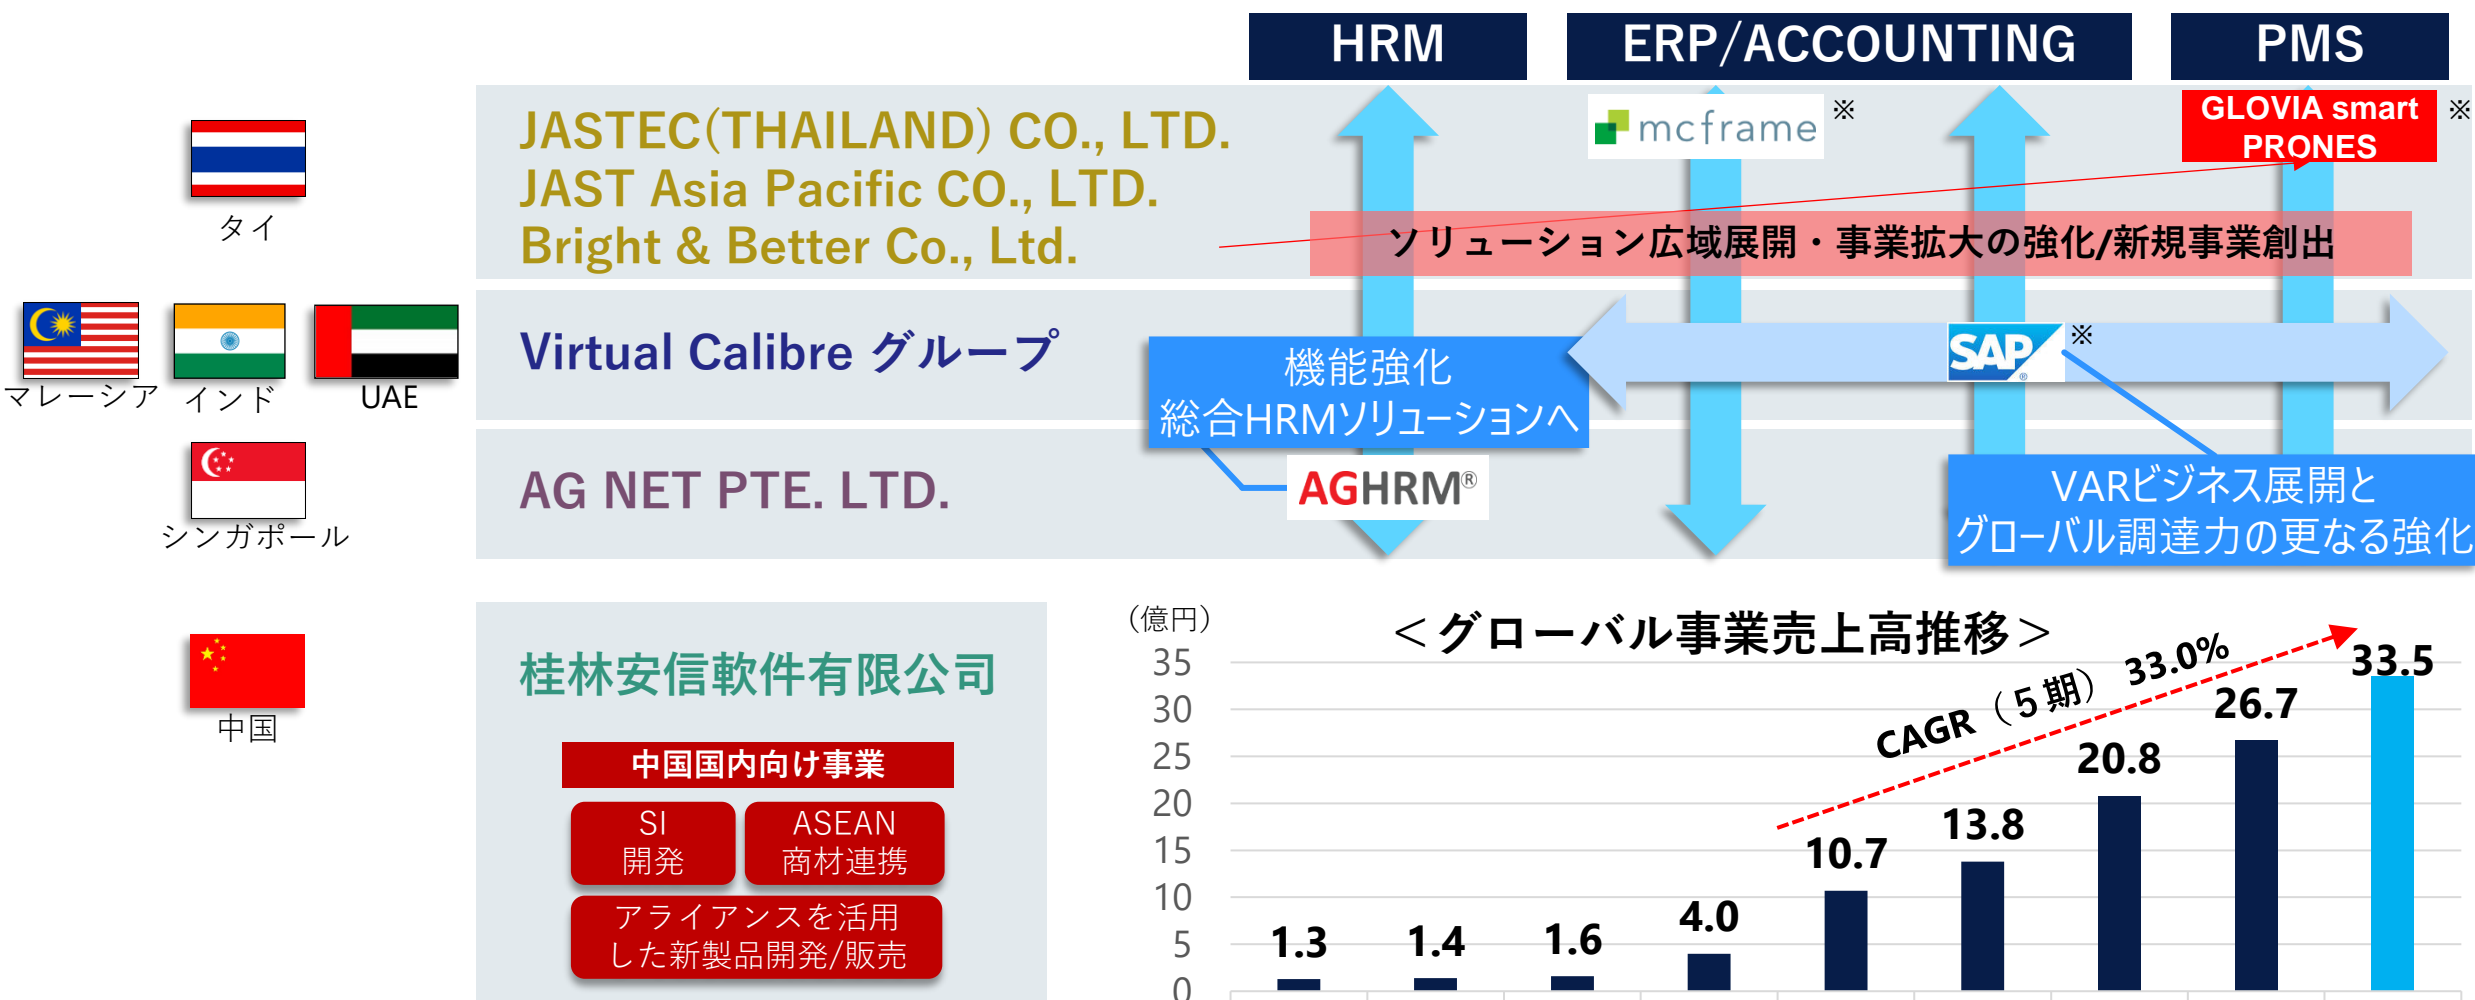 HRM
ERP/ACCOUNTING
PMS
JASTEC(THAILAND) CO., LTD.
JAST Asia Pacific CO., LTD.
Bright & Better Co., Ltd.
タイ
mcframe
※
GLOVIA smart
PRONES
※
ソリューション広域展開・事業拡大の強化/新規事業創出
マレーシア
インド
UAE
Virtual Calibre グループ
機能強化
総合HRMソリューションへ
SAP®
※
シンガポール
AG NET PTE. LTD.
AGHRM®
VARビジネス展開と
グローバル調達力の更なる強化
中国
桂林安信軟件有限公司
中国国内向け事業
SI
開発
ASEAN
商材連携
アライアンスを活用
した新製品開発/販売
（億円）
＜グローバル事業売上高推移＞
CAGR（５期） 33.0%
35
30
25
20
15
10
5
0
1.3
1.4
1.6
4.0
10.7
13.8
20.8
26.7
33.5